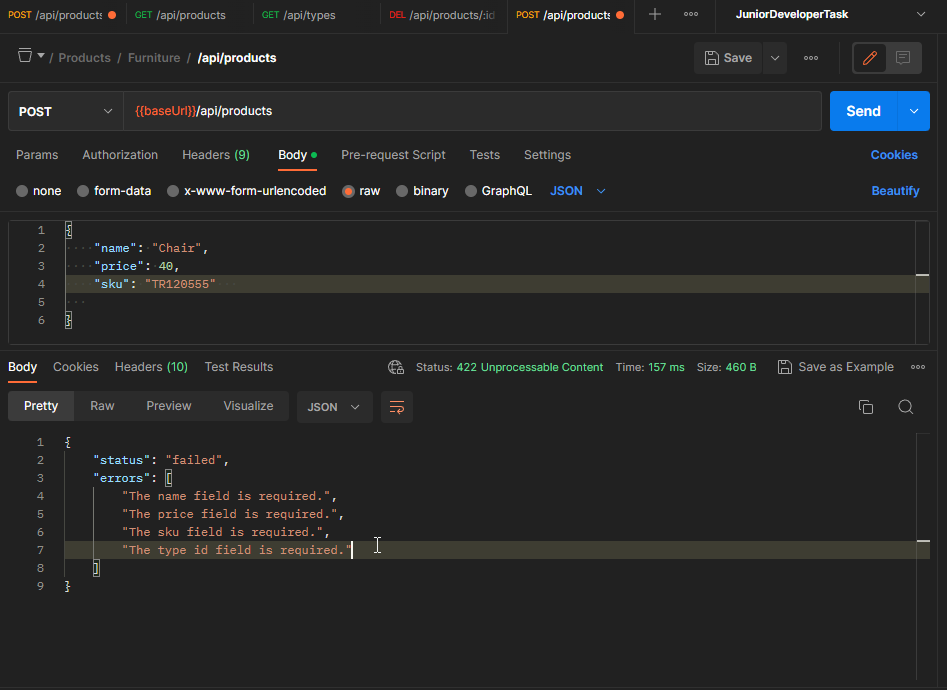 POST /api/products GET /api/products GET /api/types DEL /api/products/:id POST /api/products JuniorDeveloperTask
/ Products / Furniture / /api/products Save
POST {{baseUrl}}/api/products Send
Params Authorization Headers (9) Body Pre-request Script Tests Settings Cookies
none form-data x-www-form-urlencoded raw binary GraphQL JSON Beautify
1 {
2 "name": "Chair",
3 "price": 40,
4 "sku": "TR120555"
5
6 }
Body Cookies Headers (10) Test Results Status: 422 Unprocessable Content Time: 157 ms Size: 460 B Save as Example
Pretty Raw Preview Visualize JSON
1 {
2 "status": "failed",
3 "errors": [
4 "The name field is required.",
5 "The price field is required.",
6 "The sku field is required.",
7 "The type id field is required."
8 ]
9 }